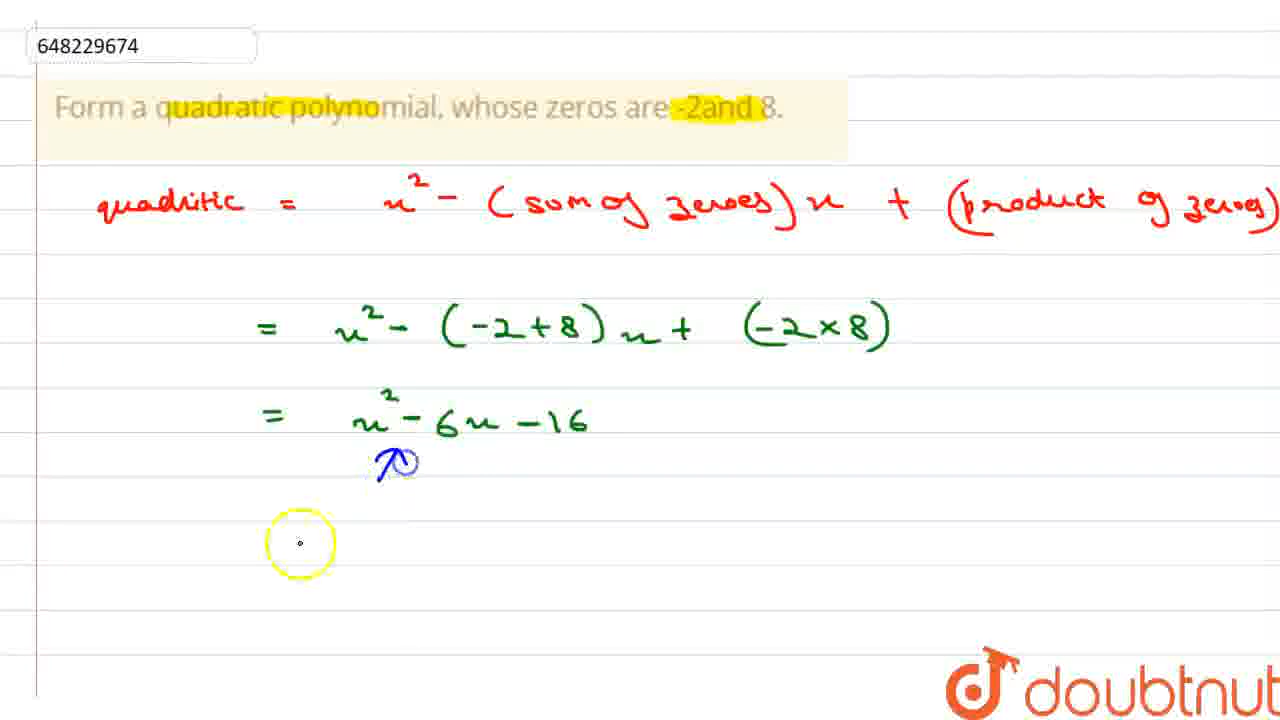 648229674
Form a quadratic polynomial, whose zeros are -2and 8.
quadritic = x² - (sum of zeroes) x + (product of zeros)
= x² - (-2 + 8) x + (-2 × 8)
= x² - 6x - 16
doubtnut